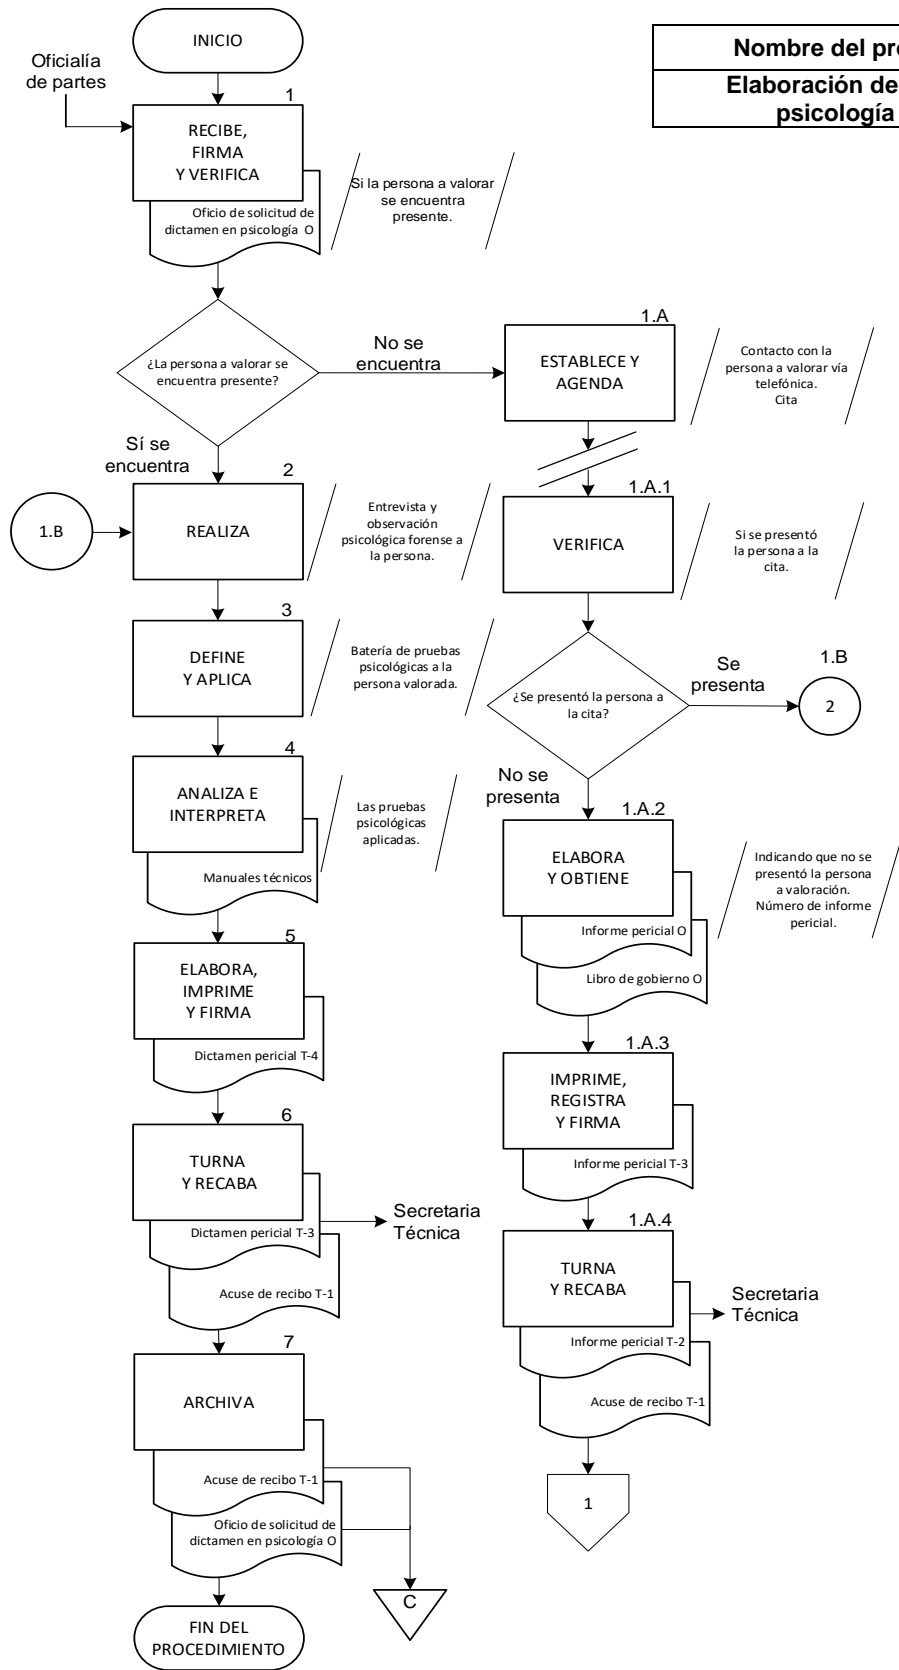 INICIO
Nombre del pro
Elaboración de
psicología
Oficialía
de partes
1
RECIBE,
FIRMA
Y VERIFICA
Oficio de solicitud de
dictamen en psicología O
Si la persona a valorar
se encuentra
presente.
¿La persona a valorar se
encuentra presente?
No se
encuentra
1.A
ESTABLECE Y
AGENDA
Contacto con la
persona a valorar vía
telefónica.
Cita
Sí se
encuentra
1.B
2
REALIZA
Entrevista y
observación
psicológica forense a
la persona.
1.A.1
VERIFICA
Si se presentó
la persona a la
cita.
3
DEFINE
Y APLICA
Batería de pruebas
psicológicas a la
persona valorada.
¿Se presentó la persona a
la cita?
Se
presenta
1.B
2
No se
presenta
4
ANALIZA E
INTERPRETA
Manuales técnicos
Las pruebas
psicológicas
aplicadas.
1.A.2
ELABORA
Y OBTIENE
Informe pericial O
Libro de gobierno O
Indicando que no se
presentó la persona
a valoración.
Número de informe
pericial.
5
ELABORA,
IMPRIME
Y FIRMA
Dictamen pericial T-4
1.A.3
IMPRIME,
REGISTRA
Y FIRMA
Informe pericial T-3
6
TURNA
Y RECABA
Dictamen pericial T-3
Acuse de recibo T-1
Secretaria
Técnica
1.A.4
TURNA
Y RECABA
Informe pericial T-2
Acuse de recibo T-1
Secretaria
Técnica
7
ARCHIVA
Acuse de recibo T-1
Oficio de solicitud de
dictamen en psicología O
C
1
FIN DEL
PROCEDIMIENTO